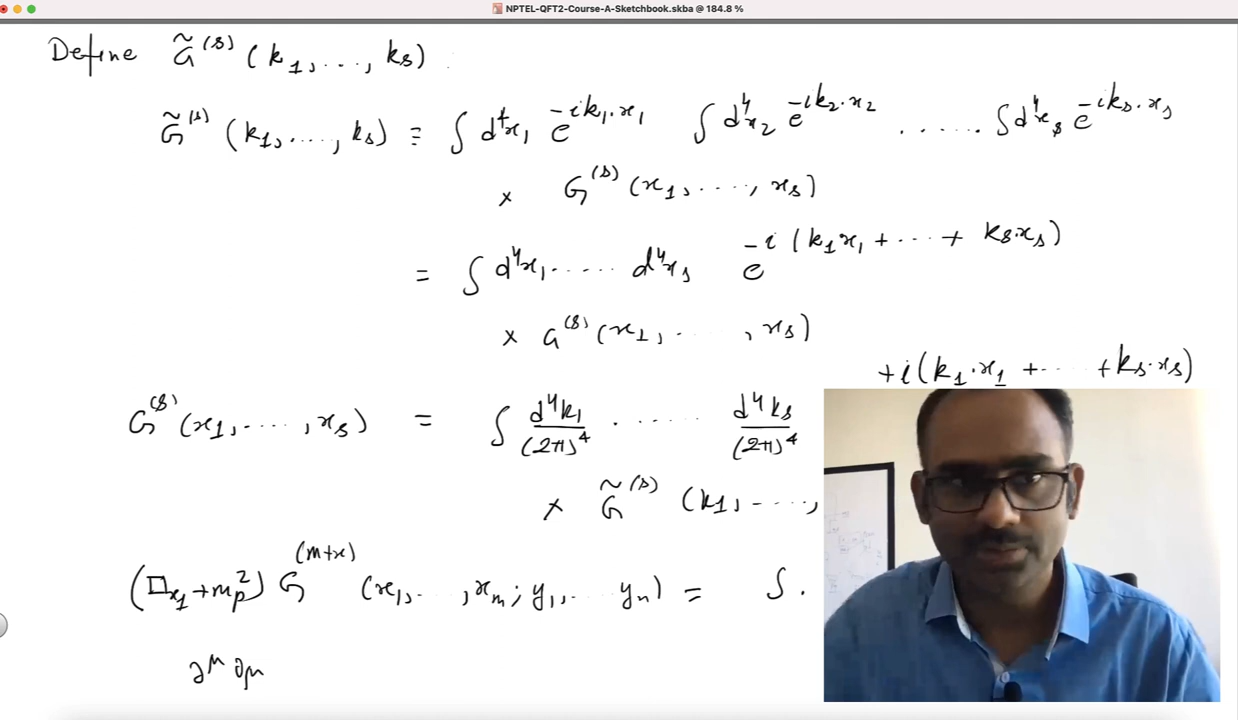 NPTEL-QFT2-Course-A-Sketchbook.skba @ 184.8 %
Define G̃^(s) (k_1, ..., k_s)
G̃^(s) (k_1, ...., k_s) ≡ ∫ d^4x_1 e^{-ik_1·x_1} ∫ d^4x_2 e^{-ik_2·x_2} ....... ∫ d^4x_s e^{-ik_s·x_s}
× G^(s) (x_1, ...., x_s)
= ∫ d^4x_1 ...... d^4x_s e^{-i(k_1·x_1 + ... + k_s·x_s)}
× G^(s) (x_1, ...., x_s)
G^(s) (x_1, ...., x_s) = ∫ d^4k_1/(2π)^4 ...... d^4k_s/(2π)^4 +i(k_1·x_1 + ... + k_s·x_s)
× G̃^(s) (k_1, ....,
(□_{x_1} + m_p^2) G^(m+n) (x_1, ..., x_m; y_1, ... y_n) = ∫ .
∂^μ ∂_μ